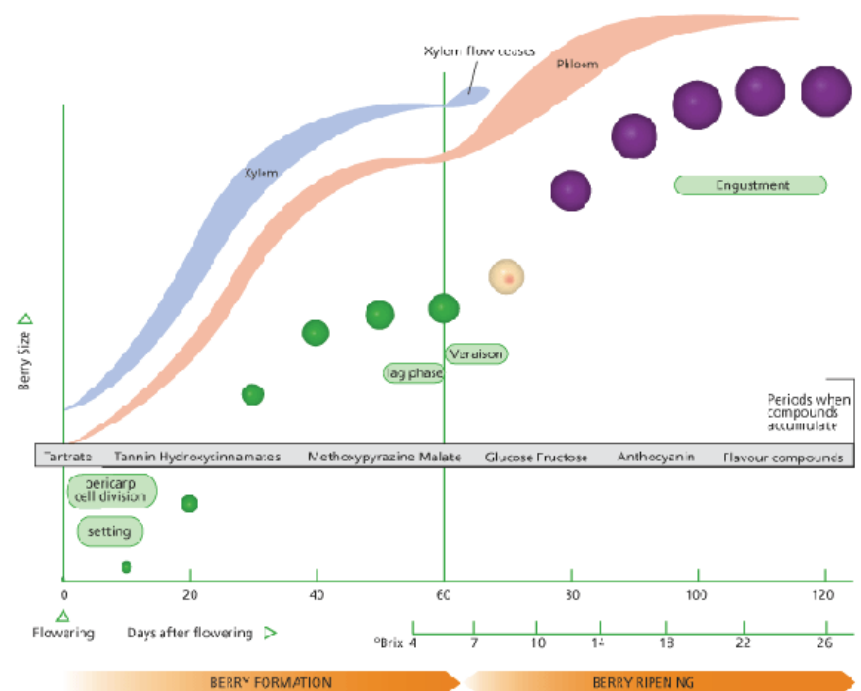 Xylem flow ceases
Phloem
Xylem
Engustment
Berry Size
Veraison
lag phase
Periods when
compounds
accumulate
Tartrate Tannin Hydroxycinnamates Methoxypyrazine Malate Glucose Fructose Anthocyanin Flavour compounds
pericarp
cell division
setting
0 20 40 60 80 100 120
Flowering Days after flowering
°Brix 4 7 10 14 18 22 26
BERRY FORMATION BERRY RIPENING